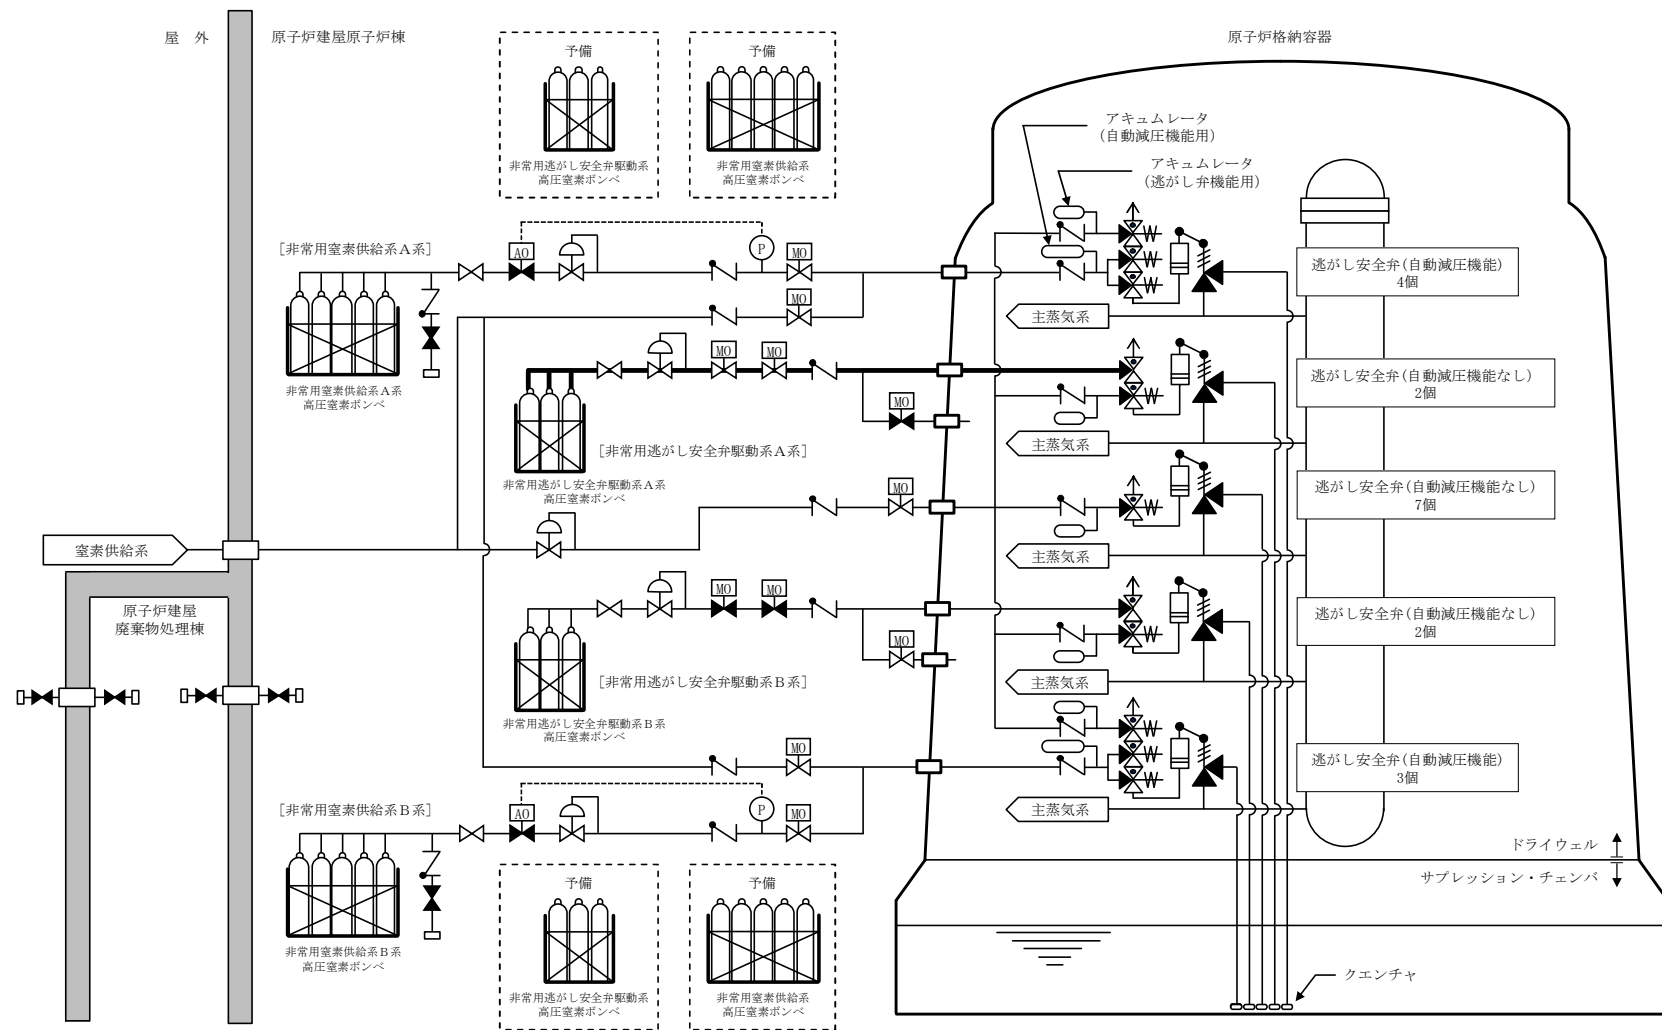 屋 外
原子炉建屋原子炉棟
予備
非常用逃がし安全弁駆動系
高圧窒素ボンベ
予備
非常用窒素供給系
高圧窒素ボンベ
原子炉格納容器
アキュムレータ
(自動減圧機能用)
アキュムレータ
(逃がし弁機能用)
[非常用窒素供給系A系]
AO
P
MO
MO
非常用窒素供給系A系
高圧窒素ボンベ
逃がし安全弁(自動減圧機能)
4個
主蒸気系
MO
MO
MO
[非常用逃がし安全弁駆動系A系]
非常用逃がし安全弁駆動系A系
高圧窒素ボンベ
逃がし安全弁(自動減圧機能なし)
2個
主蒸気系
MO
逃がし安全弁(自動減圧機能なし)
7個
主蒸気系
窒素供給系
原子炉建屋
廃棄物処理棟
MO
MO
MO
[非常用逃がし安全弁駆動系B系]
非常用逃がし安全弁駆動系B系
高圧窒素ボンベ
逃がし安全弁(自動減圧機能なし)
2個
主蒸気系
MO
逃がし安全弁(自動減圧機能)
3個
主蒸気系
[非常用窒素供給系B系]
AO
P
MO
非常用窒素供給系B系
高圧窒素ボンベ
ドライウェル
サプレッション・チェンバ
予備
非常用逃がし安全弁駆動系
高圧窒素ボンベ
予備
非常用窒素供給系
高圧窒素ボンベ
クエンチャ